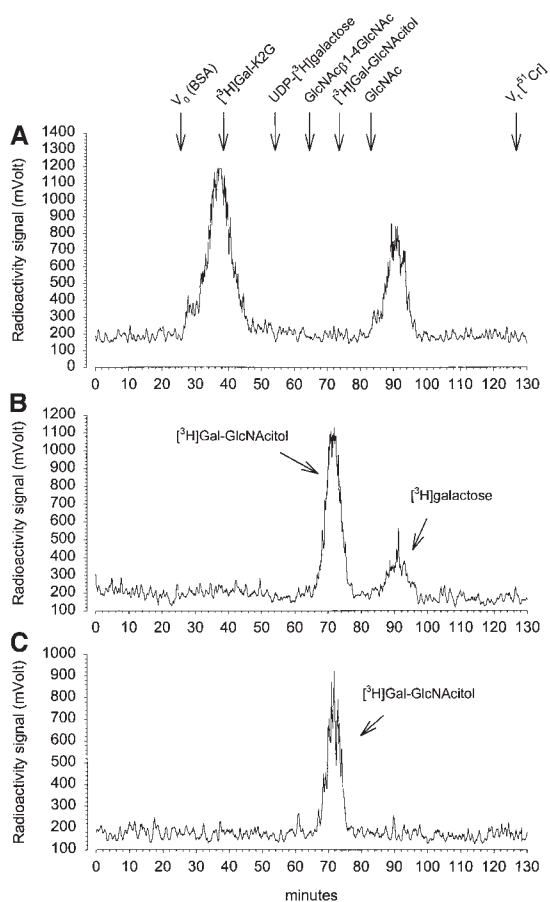 V₀ (BSA)
[³H]Gal-K2G
UDP-[³H]galactose
GlcNAcβ1-4GlcNAc
[³H]Gal-GlcNAcitol
GlcNAc
Vₜ [⁵¹Cr]
A
Radioactivity signal (mVolt)
1400
1300
1200
1100
1000
900
800
700
600
500
400
300
200
100
0
0 10 20 30 40 50 60 70 80 90 100 110 120 130
B
Radioactivity signal (mVolt)
1200
1100
1000
900
800
700
600
500
400
300
200
100
[³H]Gal-GlcNAcitol
[³H]galactose
0 10 20 30 40 50 60 70 80 90 100 110 120 130
C
Radioactivity signal (mVolt)
1000
900
800
700
600
500
400
300
200
100
[³H]Gal-GlcNAcitol
0 10 20 30 40 50 60 70 80 90 100 110 120 130
minutes